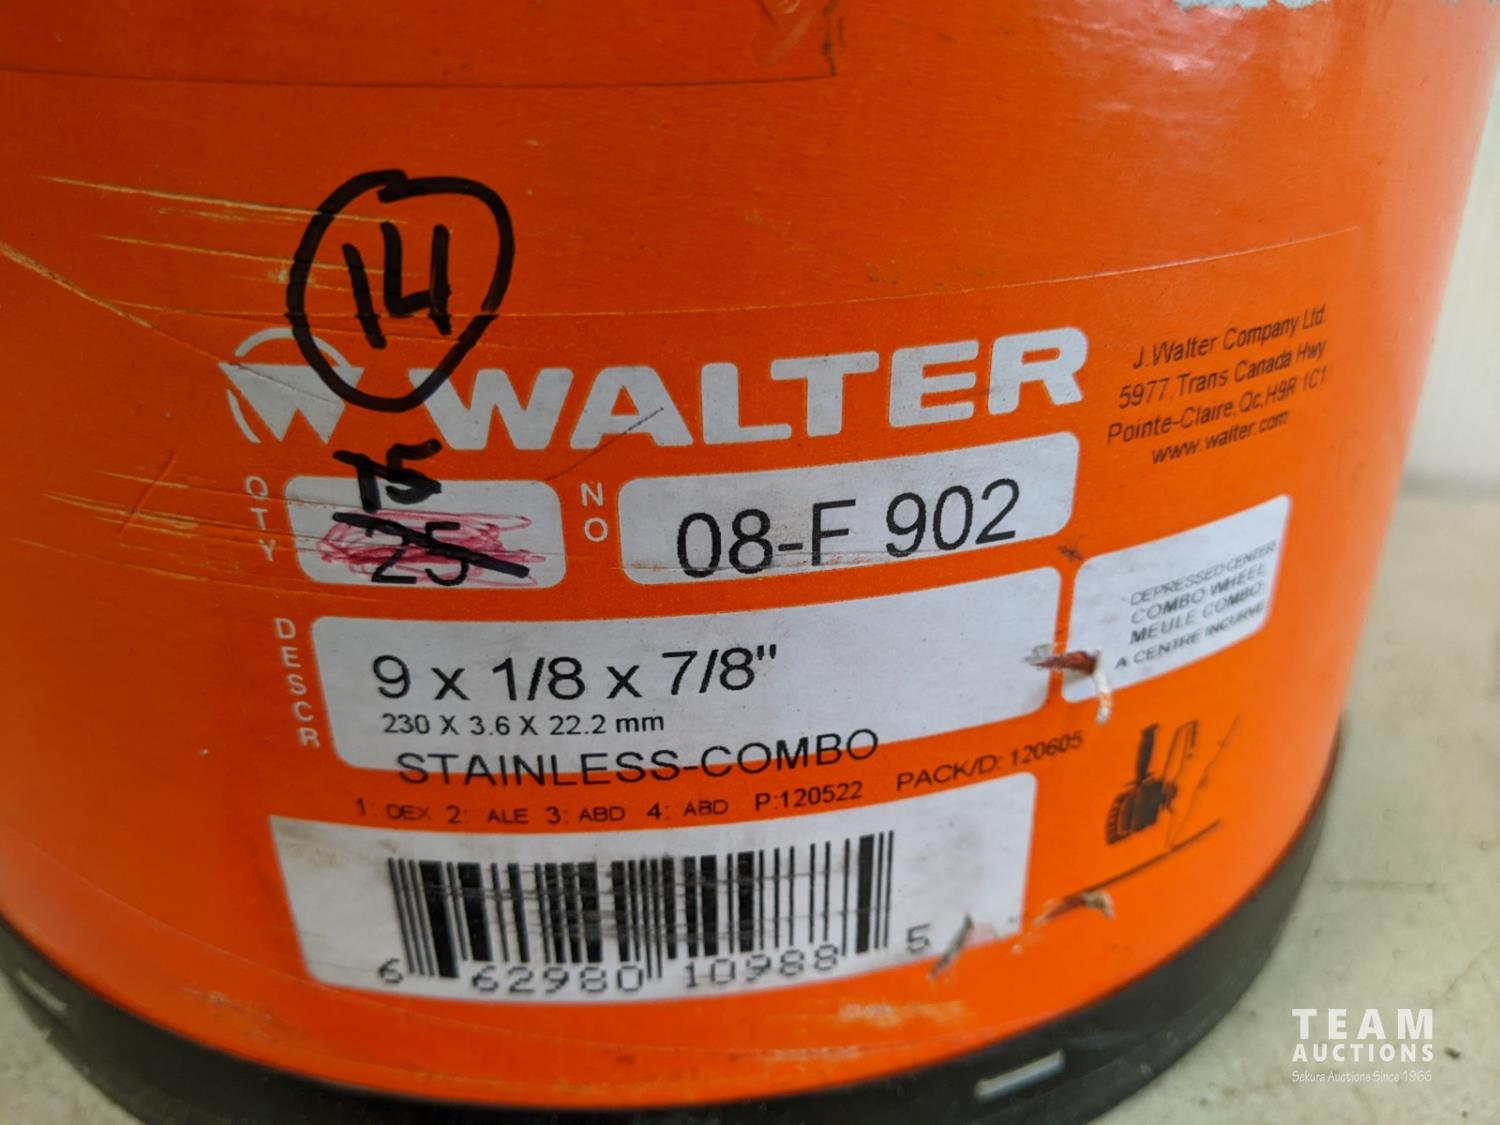 14
WALTER
J. Walter Company Ltd.
5977, Trans Canada Hwy
Pointe-Claire, Qc, H9R 1C1
www.walter.com
QTY
15
25
NO
08-F 902
DEPRESSED CENTER
COMBO WHEEL
MEULE COMBO
A CENTRE INCURVE
DESCR
9 x 1/8 x 7/8"
230 X 3.6 X 22.2 mm
STAINLESS-COMBO
1: DEX 2: ALE 3: ABD 4: ABD P:120522 PACK/D: 120605
6 62980 10988 5
TEAM
AUCTIONS
Sekura Auctions Since 1966